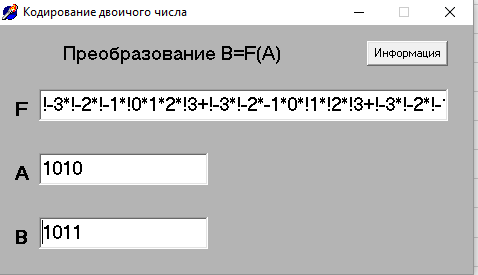 Кодирование двоичого числа
Преобразование B=F(A)
Информация
F
!-3*!-2*!-1*!0*1*2*!3+!-3*!-2*-1*0*!1*!2*!3+!-3*!-2*!-1
A
1010
B
1011